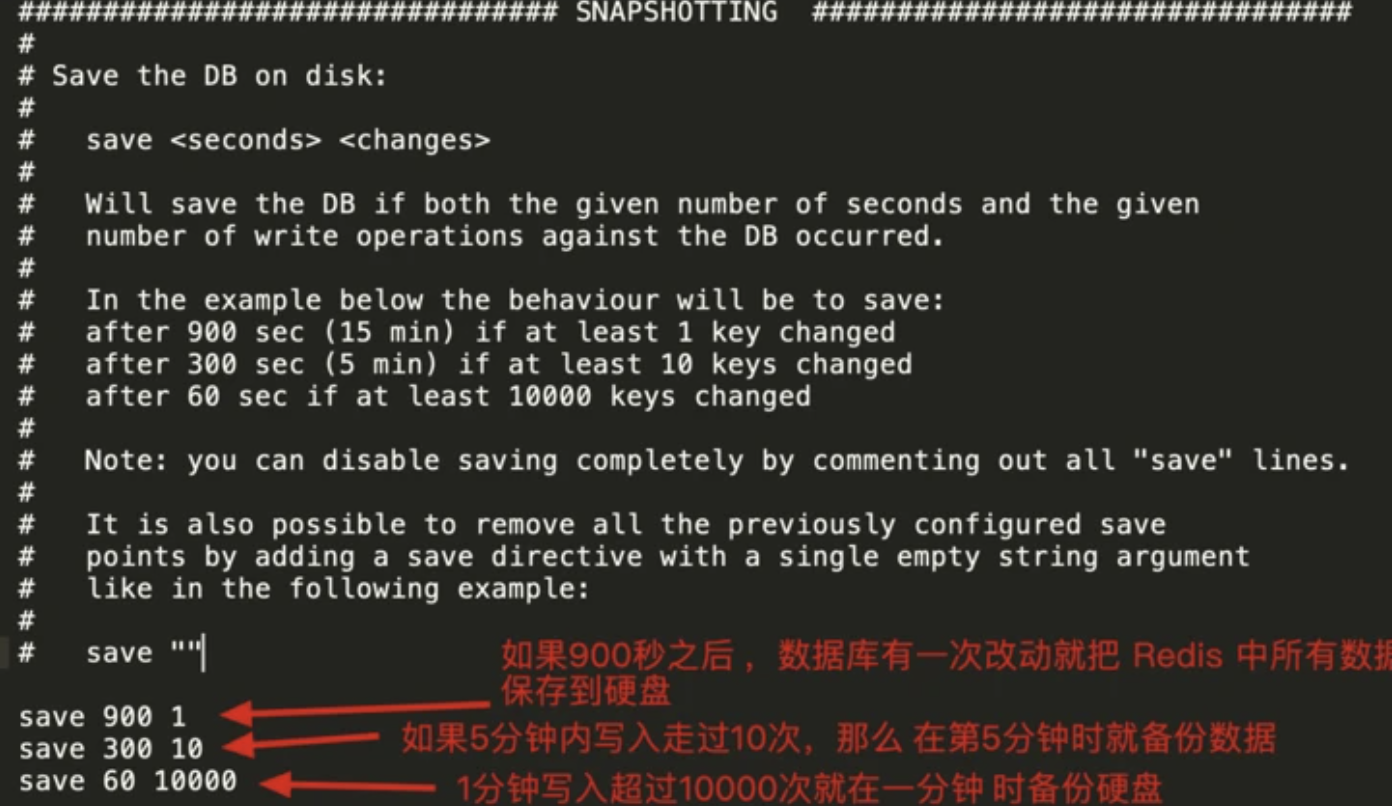 ################################ SNAPSHOTTING  ################################
#
# Save the DB on disk:
#
#   save <seconds> <changes>
#
#   Will save the DB if both the given number of seconds and the given
#   number of write operations against the DB occurred.
#
#   In the example below the behaviour will be to save:
#   after 900 sec (15 min) if at least 1 key changed
#   after 300 sec (5 min) if at least 10 keys changed
#   after 60 sec if at least 10000 keys changed
#
#   Note: you can disable saving completely by commenting out all "save" lines.
#
#   It is also possible to remove all the previously configured save
#   points by adding a save directive with a single empty string argument
#   like in the following example:
#
#   save ""
如果900秒之后，数据库有一次改动就把 Redis 中所有数据
保存到硬盘
save 900 1
save 300 10
如果5分钟内写入走过10次，那么 在第5分钟时就备份数据
save 60 10000
1分钟写入超过10000次就在一分钟 时备份硬盘